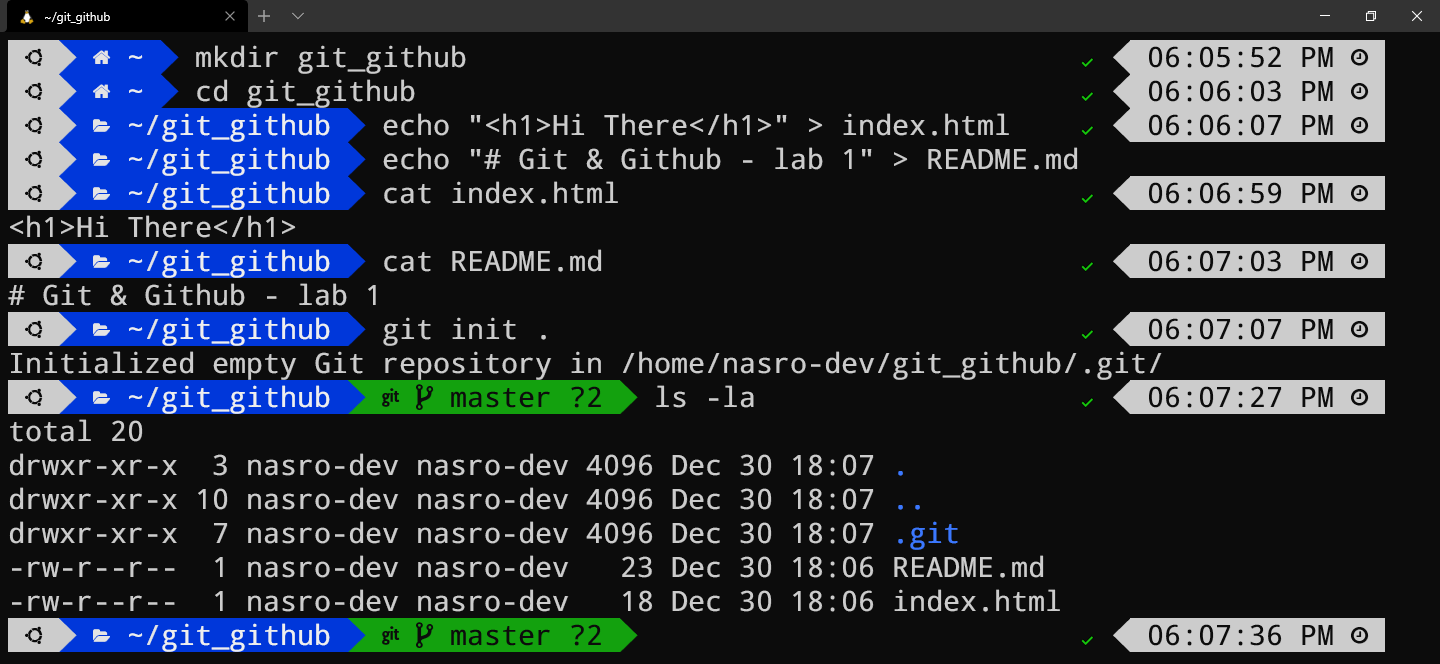 ~/git_github
~ mkdir git_github 06:05:52 PM
~ cd git_github 06:06:03 PM
~/git_github echo "<h1>Hi There</h1>" > index.html 06:06:07 PM
~/git_github echo "# Git & Github - lab 1" > README.md
~/git_github cat index.html 06:06:59 PM
<h1>Hi There</h1>
~/git_github cat README.md 06:07:03 PM
# Git & Github - lab 1
~/git_github git init . 06:07:07 PM
Initialized empty Git repository in /home/nasro-dev/git_github/.git/
~/git_github git master ?2 ls -la 06:07:27 PM
total 20
drwxr-xr-x  3 nasro-dev nasro-dev 4096 Dec 30 18:07 .
drwxr-xr-x 10 nasro-dev nasro-dev 4096 Dec 30 18:07 ..
drwxr-xr-x  7 nasro-dev nasro-dev 4096 Dec 30 18:07 .git
-rw-r--r--  1 nasro-dev nasro-dev   23 Dec 30 18:06 README.md
-rw-r--r--  1 nasro-dev nasro-dev   18 Dec 30 18:06 index.html
~/git_github git master ?2 06:07:36 PM